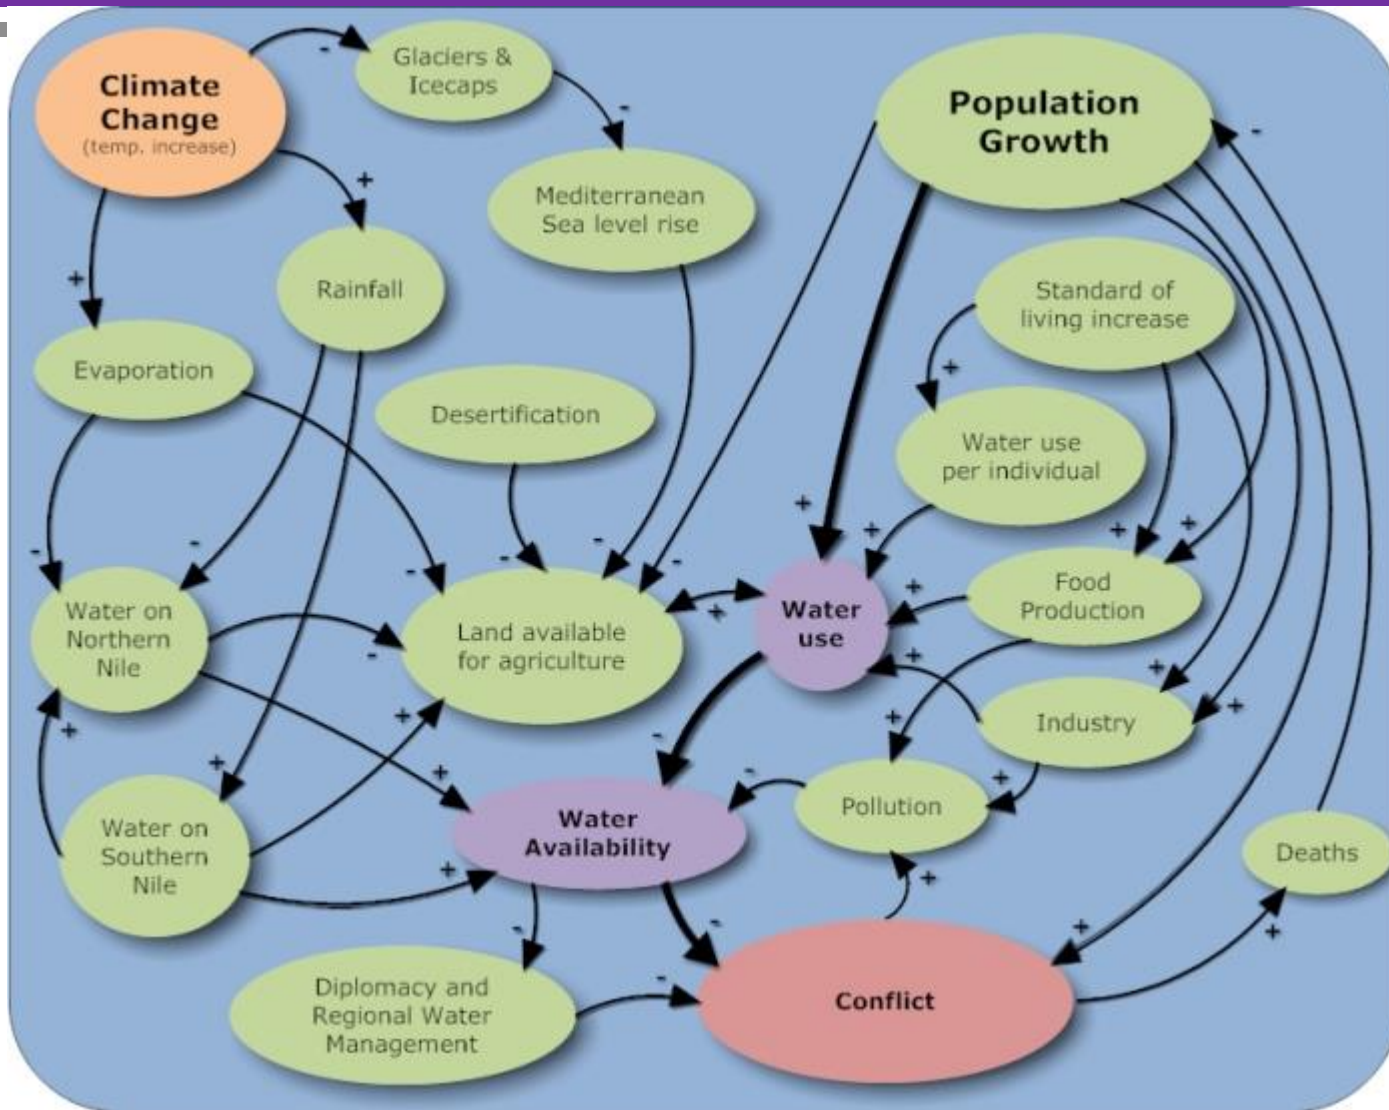 Climate
Change
(temp. increase)
Glaciers &
Icecaps
Population
Growth
Mediterranean
Sea level rise
Rainfall
Standard of
living increase
Evaporation
Desertification
Water use
per individual
Water on
Northern
Nile
Land available
for agriculture
Water
use
Food
Production
Industry
Water on
Southern
Nile
Water
Availability
Pollution
Deaths
Diplomacy and
Regional Water
Management
Conflict
-
-
+
+
-
+
-
-
-
-
-
-
+
+
+
+
+
+
+
-
+
+
+
+
+
+
+
-
+
-
+
+
-
-
+
+
+
-